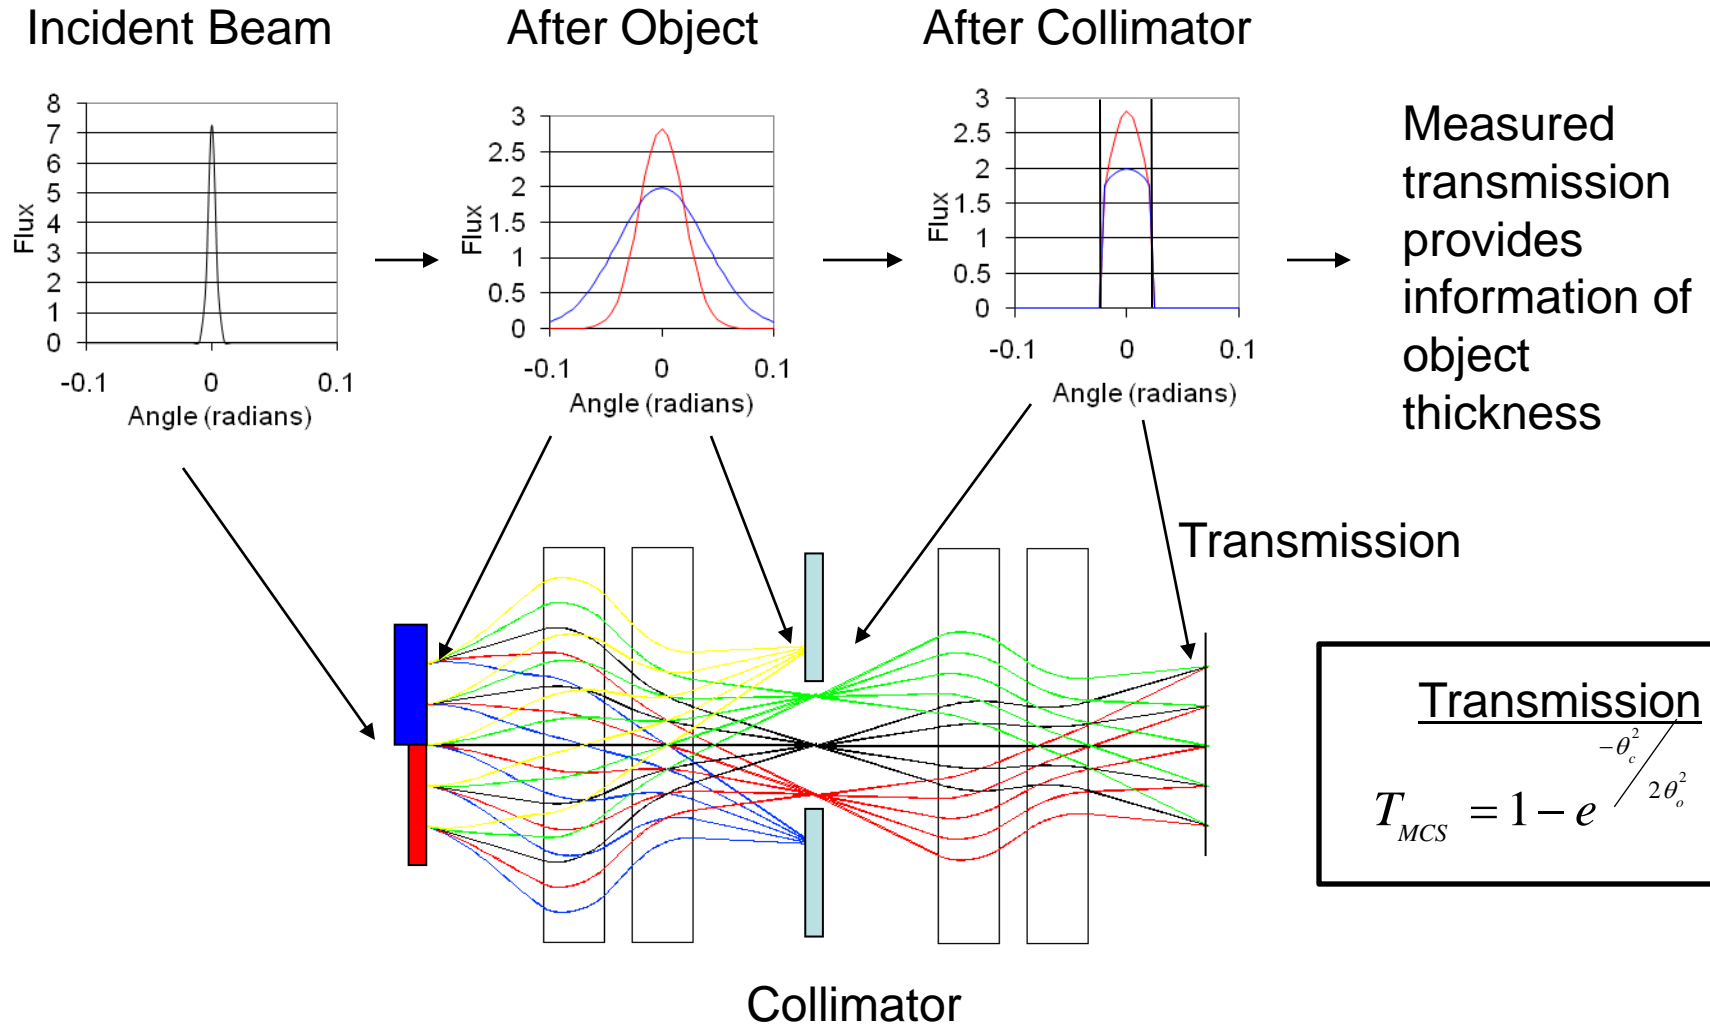 Incident Beam
After Object
After Collimator
8
7
6
5
4
3
2
1
0
Flux
-0.1
0
0.1
Angle (radians)
3
2.5
2
1.5
1
0.5
0
Flux
-0.1
0
0.1
Angle (radians)
3
2.5
2
1.5
1
0.5
0
Flux
-0.1
0
0.1
Angle (radians)
Measured
transmission
provides
information of
object
thickness
Transmission
Transmission
T_MCS = 1 − e^(−θ_c^2 / 2θ_o^2)
Collimator